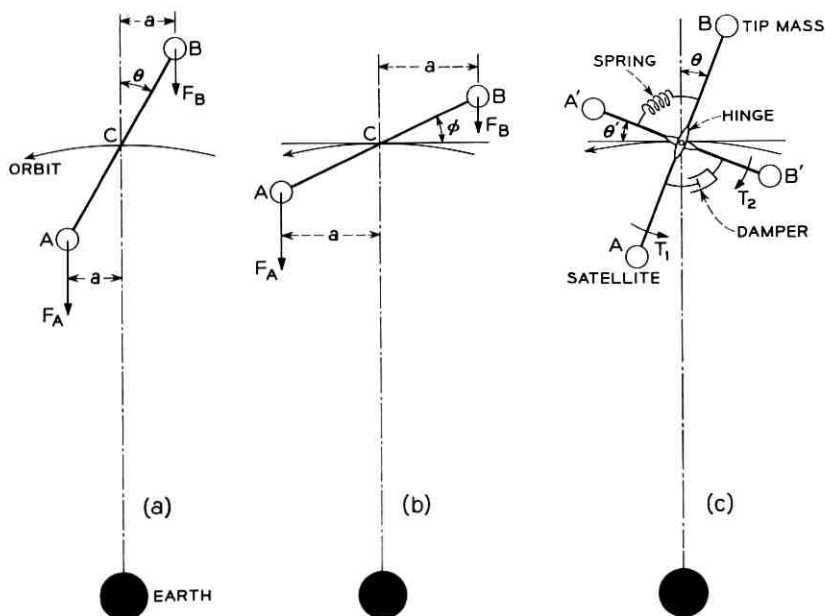 a
θ
B
F_B
C
ORBIT
A
a
F_A
(a)
EARTH
a
B
C
φ
F_B
A
a
F_A
(b)
B
TIP MASS
θ
SPRING
A'
HINGE
θ'
B'
T_2
DAMPER
A
T_1
SATELLITE
(c)